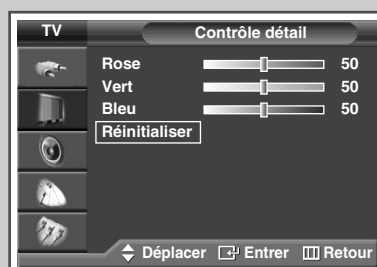 TV
Contrôle détail
Rose 50
Vert 50
Bleu 50
Réinitialiser
Déplacer Entrer Retour